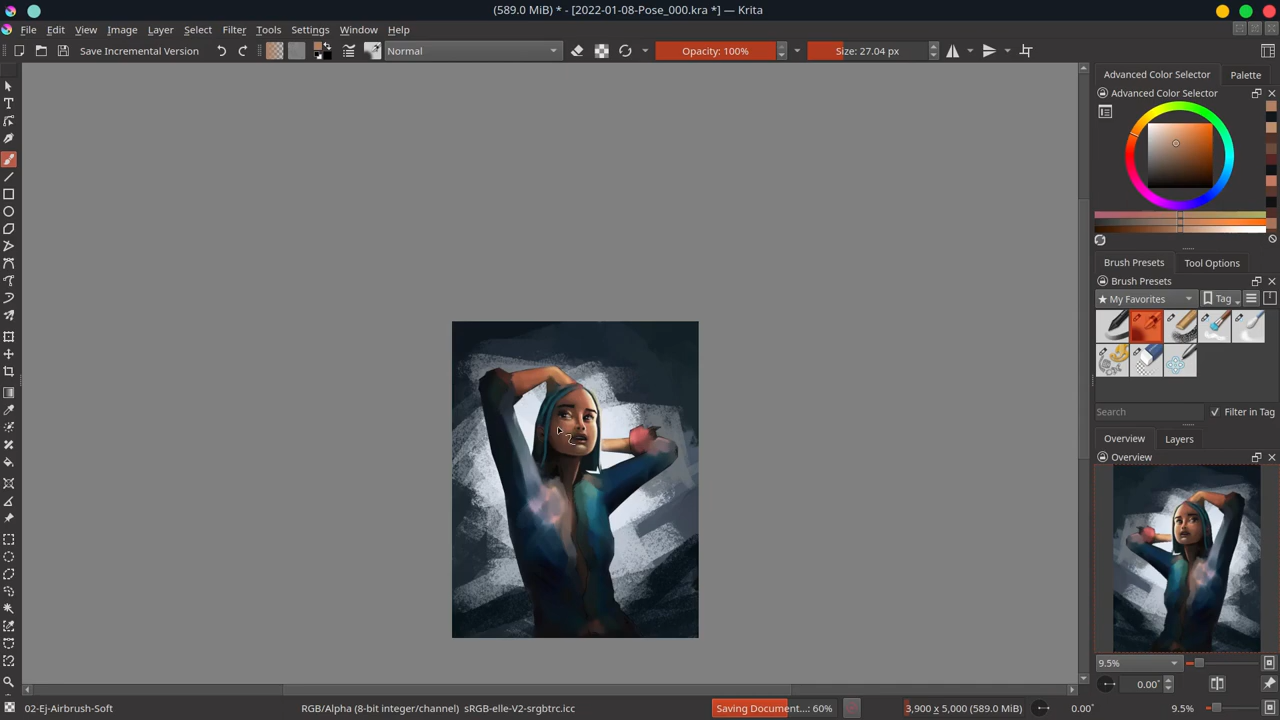 (589.0 MiB) * - [2022-01-08-Pose_000.kra *] — Krita
File Edit View Image Layer Select Filter Tools Settings Window Help
Save Incremental Version Normal Opacity: 100% Size: 27.04 px
Advanced Color Selector Palette
Advanced Color Selector
Brush Presets Tool Options
Brush Presets
★ My Favorites Tag
Search Filter in Tag
Overview Layers
Overview
9.5%
0.00°
02-Ej-Airbrush-Soft RGB/Alpha (8-bit integer/channel) sRGB-elle-V2-srgbtrc.icc Saving Document...: 60% 3,900 x 5,000 (589.0 MiB) 0.00° 9.5%